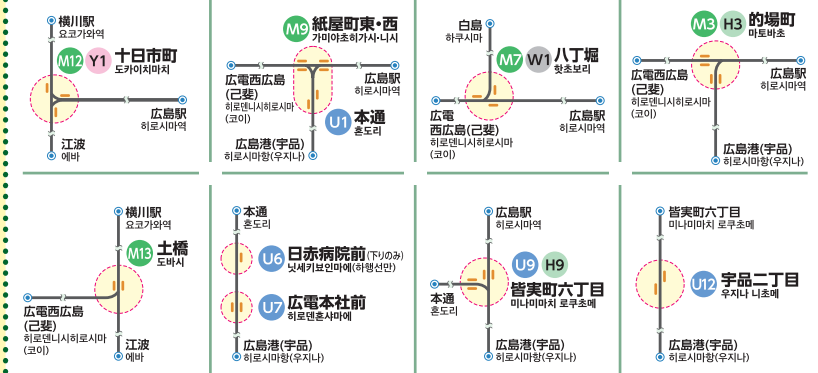 横川駅
요코가와역
M12 Y1 十日市町
도카이치마치
広島駅
히로시마역
江波
에바
M9 紙屋町東・西
가미야초히가시・니시
広電西広島
(己斐)
히로덴니시히로시마
(코이)
広島駅
히로시마역
U1 本通
혼도리
広島港(宇品)
히로시마항(우지나)
白島
하쿠시마
M7 W1 八丁堀
핫초보리
広電
西広島(己斐)
히로덴니시히로시마
(코이)
広島駅
히로시마역
M3 H3 的場町
마토바초
広電西広島
(己斐)
히로덴니시히로시마
(코이)
広島駅
히로시마역
広島港(宇品)
히로시마항(우지나)
横川駅
요코가와역
M13 土橋
도바시
広電西広島
(己斐)
히로덴니시히로시마
(코이)
江波
에바
本通
혼도리
U6 日赤病院前(下りのみ)
닛세키뵤인마에(하행선만)
U7 広電本社前
히로덴혼샤마에
広島港(宇品)
히로시마항(우지나)
広島駅
히로시마역
U9 H9
皆実町六丁目
미나미마치 로쿠초메
本通
혼도리
広島港(宇品)
히로시마항(우지나)
皆実町六丁目
미나미마치 로쿠초메
U12 宇品二丁目
우지나 니초메
広島港(宇品)
히로시마항(우지나)